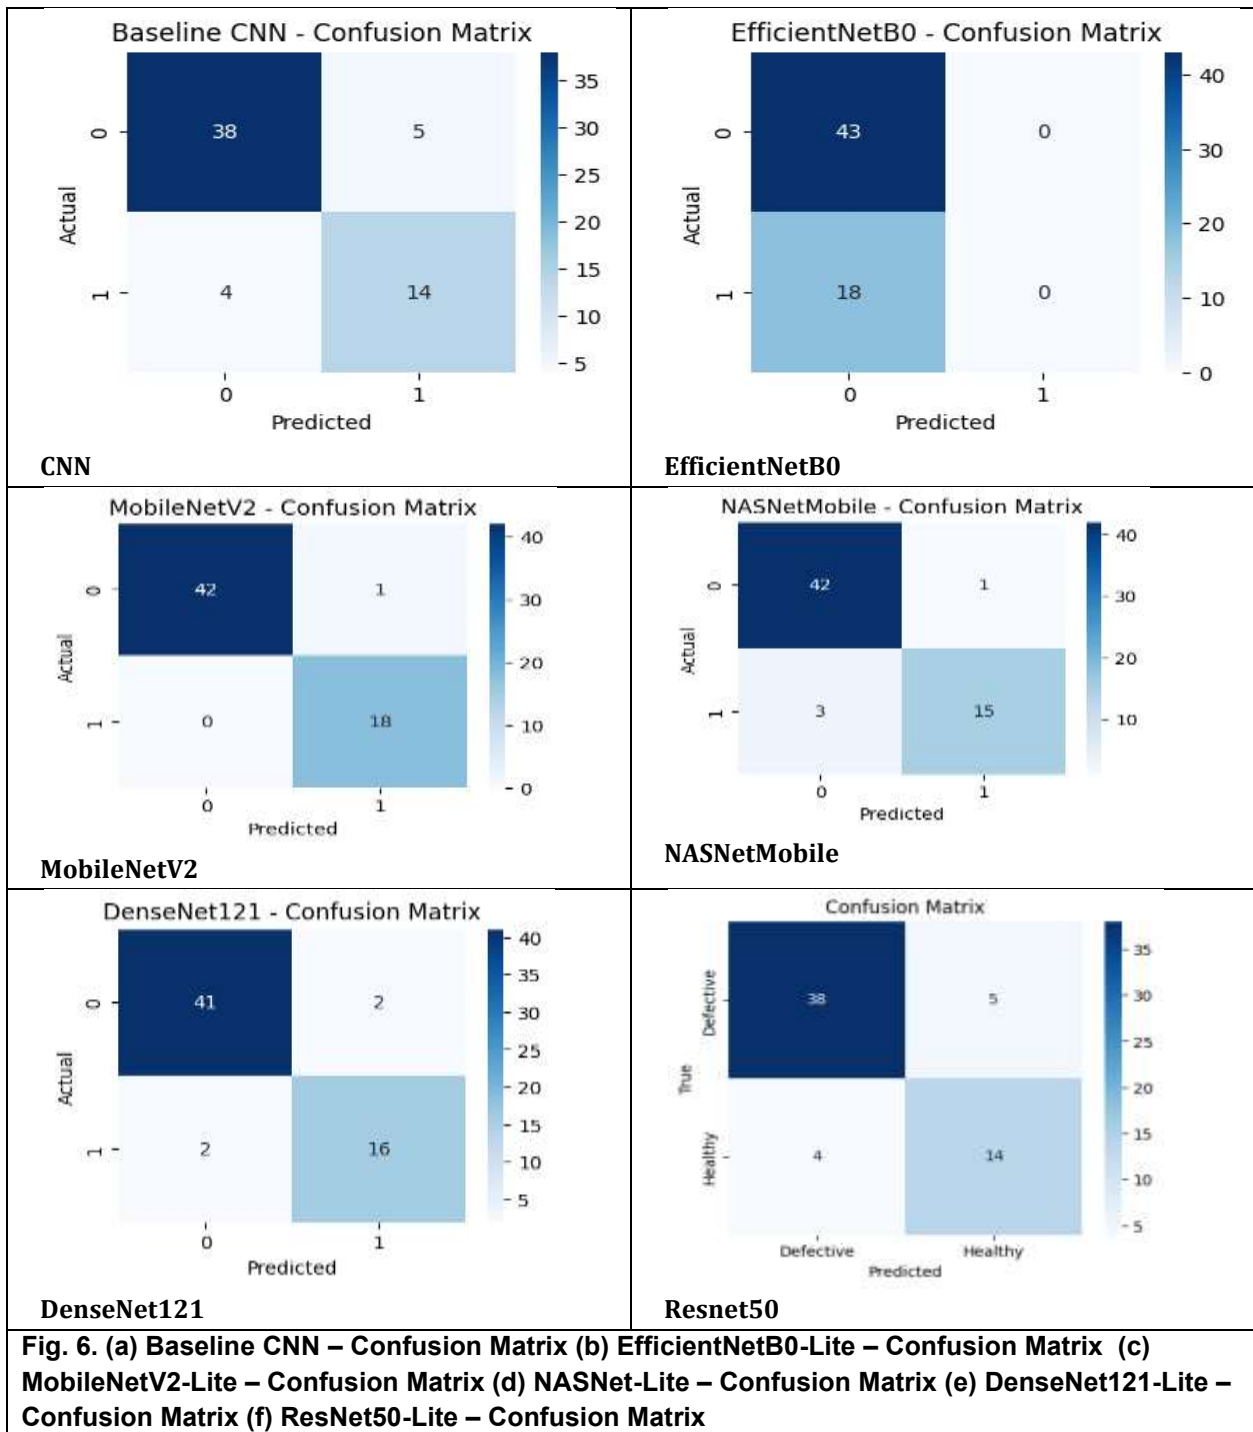 Baseline CNN - Confusion Matrix
0
38
5
Actual
1
4
14
0
1
Predicted
35
30
25
20
15
10
5
CNN
EfficientNetB0 - Confusion Matrix
0
43
0
Actual
1
18
0
0
1
Predicted
40
30
20
10
0
EfficientNetB0
MobileNetV2 - Confusion Matrix
0
42
1
Actual
1
0
18
0
1
Predicted
40
30
20
10
0
MobileNetV2
NASNetMobile - Confusion Matrix
0
42
1
Actual
1
3
15
0
1
Predicted
40
30
20
10
NASNetMobile
DenseNet121 - Confusion Matrix
0
41
2
Actual
1
2
16
0
1
Predicted
40
35
30
25
20
15
10
5
DenseNet121
Confusion Matrix
Defective
38
5
True
Healthy
4
14
Defective
Healthy
Predicted
35
30
25
20
15
10
5
Resnet50
Fig. 6. (a) Baseline CNN – Confusion Matrix (b) EfficientNetB0-Lite – Confusion Matrix (c)
MobileNetV2-Lite – Confusion Matrix (d) NASNet-Lite – Confusion Matrix (e) DenseNet121-Lite –
Confusion Matrix (f) ResNet50-Lite – Confusion Matrix